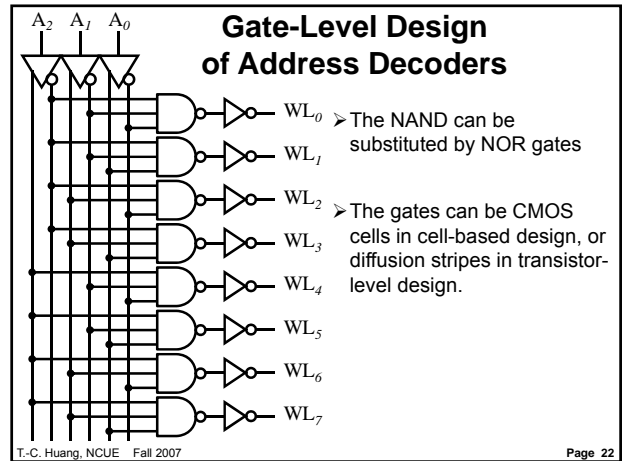 Gate-Level Design
of Address Decoders
A2 A1 A0
WL0
WL1
WL2
WL3
WL4
WL5
WL6
WL7
➢ The NAND can be
substituted by NOR gates
➢ The gates can be CMOS
cells in cell-based design, or
diffusion stripes in transistor-
level design.
T.-C. Huang, NCUE Fall 2007
Page 22